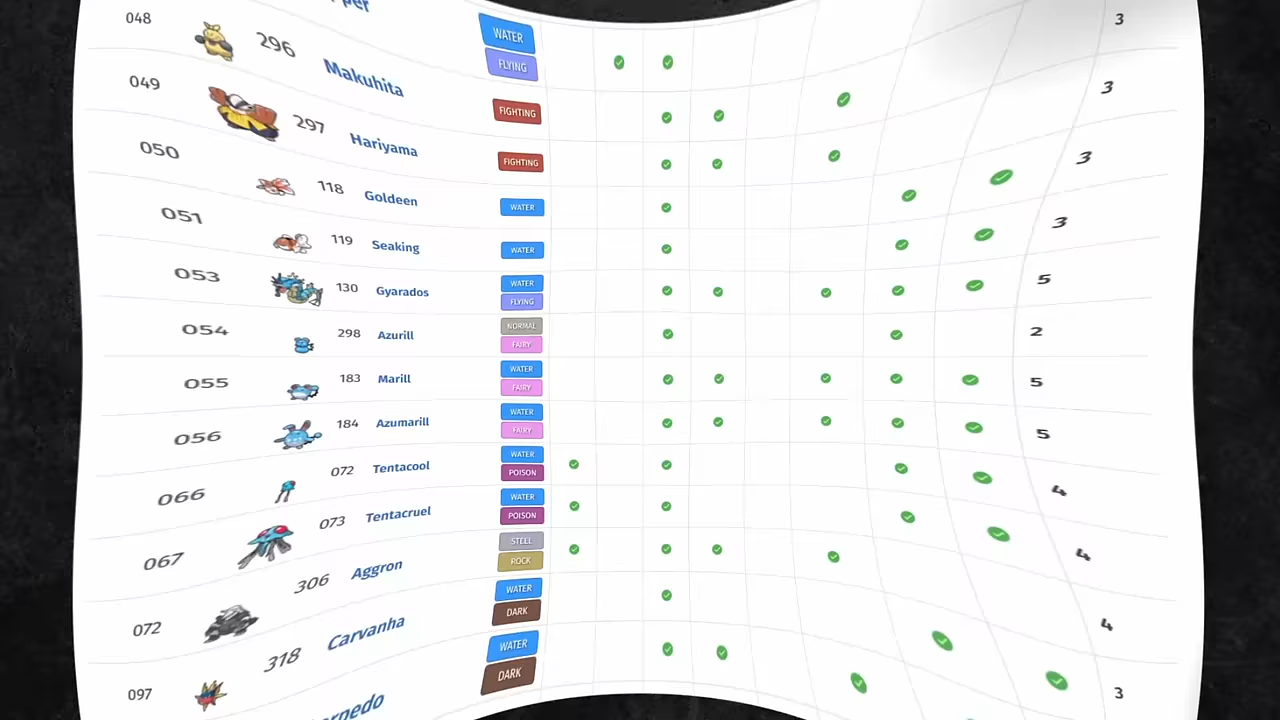 WATER
FLYING
048 296 Makuhita FIGHTING 3
049 297 Hariyama FIGHTING 3
050 118 Goldeen WATER 3
051 119 Seaking WATER 3
053 130 Gyarados WATER FLYING 5
054 298 Azurill NORMAL FAIRY 2
055 183 Marill WATER FAIRY 5
056 184 Azumarill WATER FAIRY 5
066 072 Tentacool WATER POISON 4
067 073 Tentacruel WATER POISON 4
072 306 Aggron STEEL ROCK 4
097 318 Carvanha WATER DARK 3
WATER
DARK